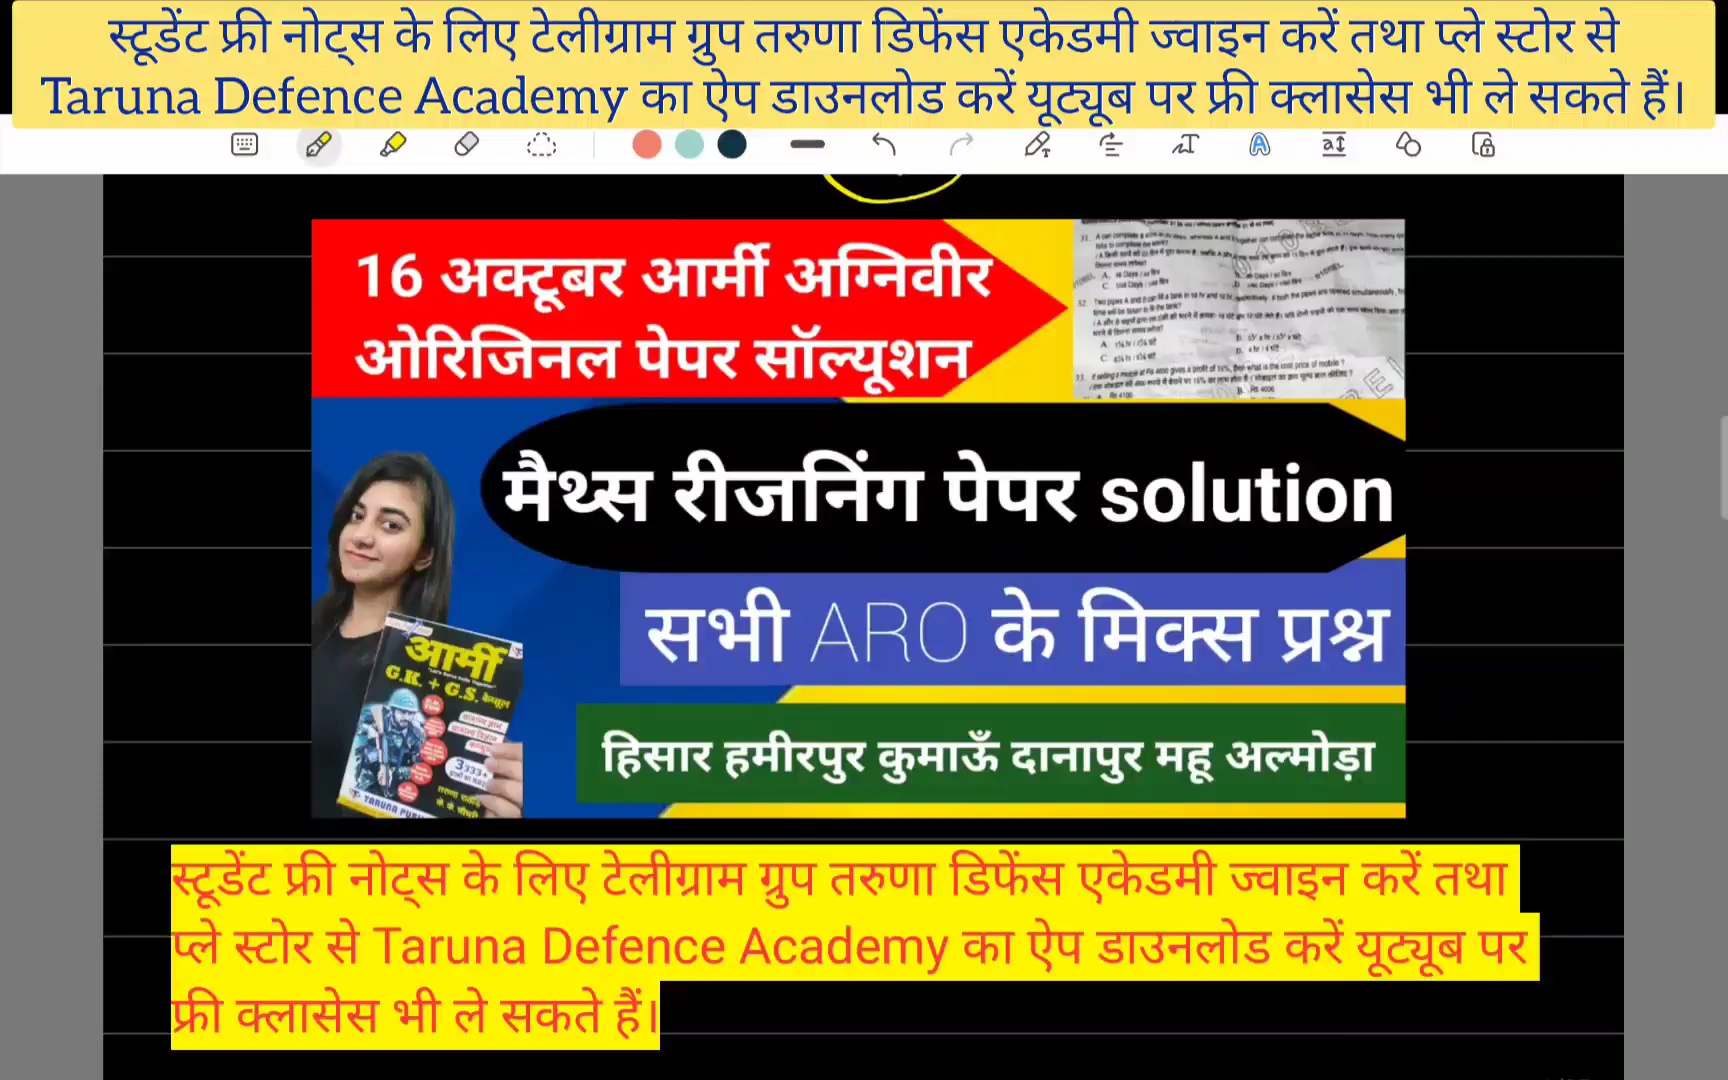 स्टूडेंट फ्री नोट्स के लिए टेलीग्राम ग्रुप तरुणा डिफेंस एकेडमी ज्वाइन करें तथा प्ले स्टोर से
Taruna Defence Academy का ऐप डाउनलोड करें यूट्यूब पर फ्री क्लासेस भी ले सकते हैं।
16 अक्टूबर आर्मी अग्निवीर
ओरिजिनल पेपर सॉल्यूशन
मैथ्स रीजनिंग पेपर solution
सभी ARO के मिक्स प्रश्न
आर्मी
G.K. + G.S. कैप्सूल
3333+
हिसार हमीरपुर कुमाऊँ दानापुर महू अल्मोड़ा
स्टूडेंट फ्री नोट्स के लिए टेलीग्राम ग्रुप तरुणा डिफेंस एकेडमी ज्वाइन करें तथा
प्ले स्टोर से Taruna Defence Academy का ऐप डाउनलोड करें यूट्यूब पर
फ्री क्लासेस भी ले सकते हैं।